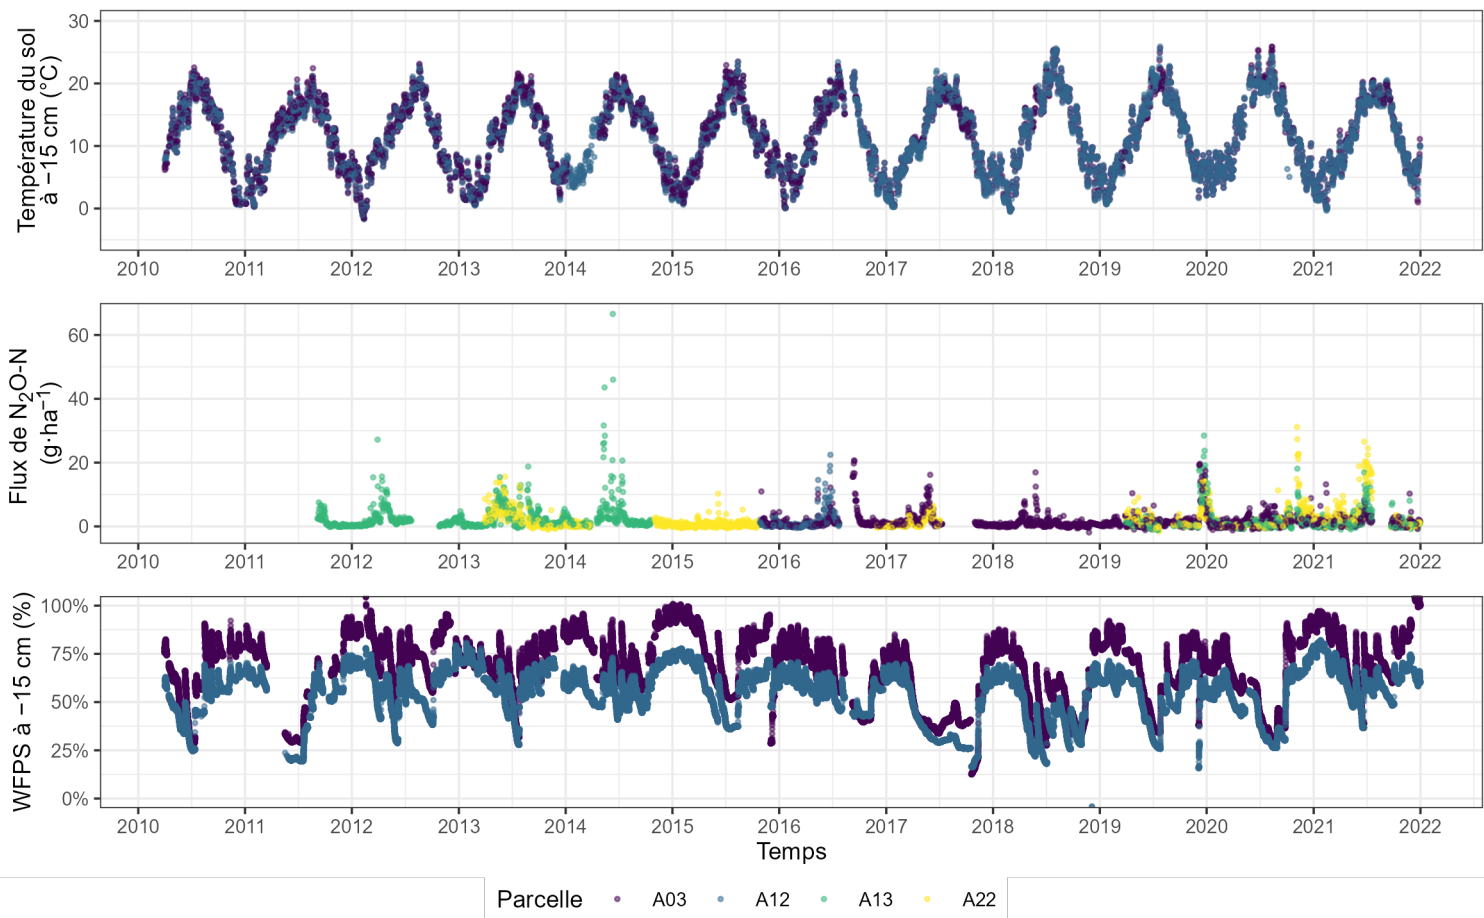 Température du sol
à −15 cm (°C)
30
20
10
0
2010 2011 2012 2013 2014 2015 2016 2017 2018 2019 2020 2021 2022
Flux de N₂O-N
(g·ha⁻¹)
60
40
20
0
2010 2011 2012 2013 2014 2015 2016 2017 2018 2019 2020 2021 2022
WFPS à −15 cm (%)
100%
75%
50%
25%
0%
2010 2011 2012 2013 2014 2015 2016 2017 2018 2019 2020 2021 2022
Temps
Parcelle A03 A12 A13 A22